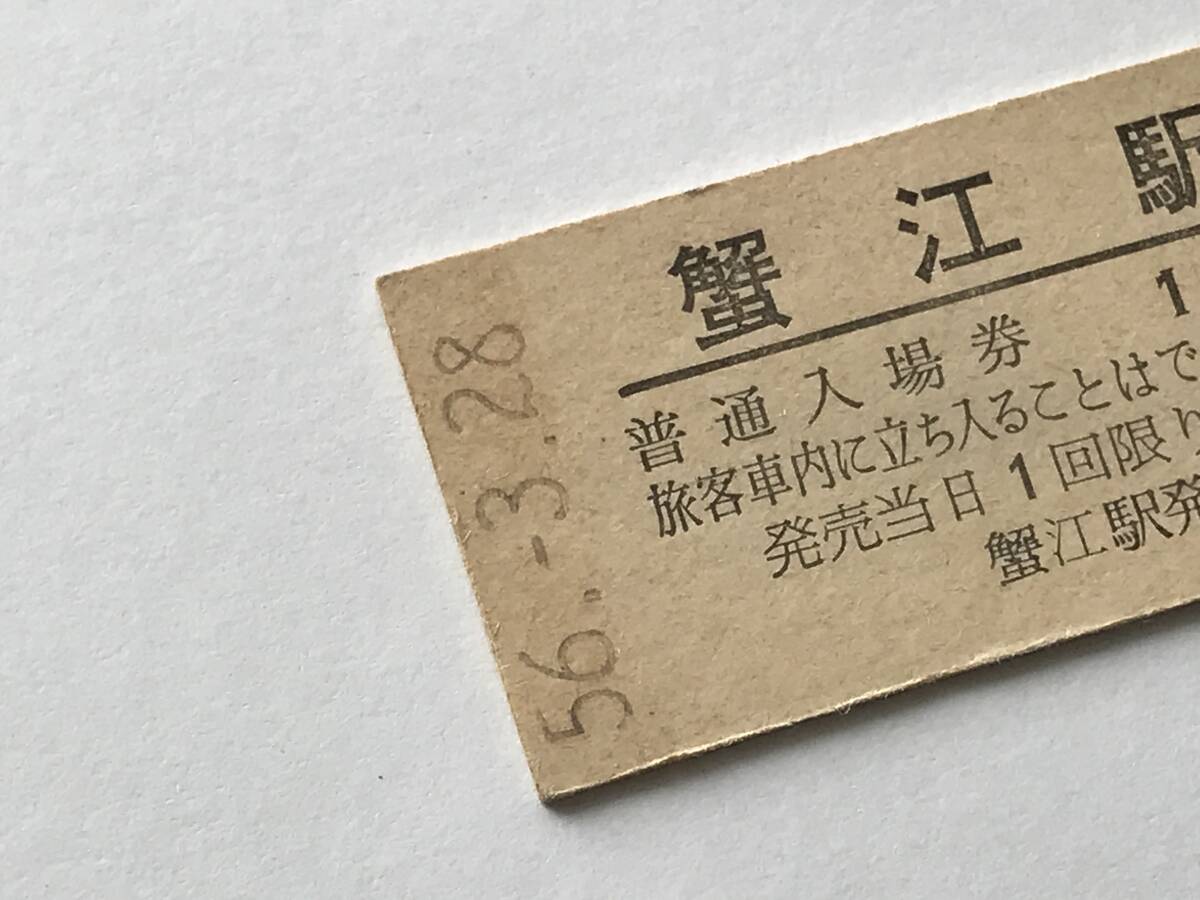 蟹江駅
1
普通入場券
旅客車内に立ち入ることはで
発売当日1回限り
蟹江駅発
56.-3.28